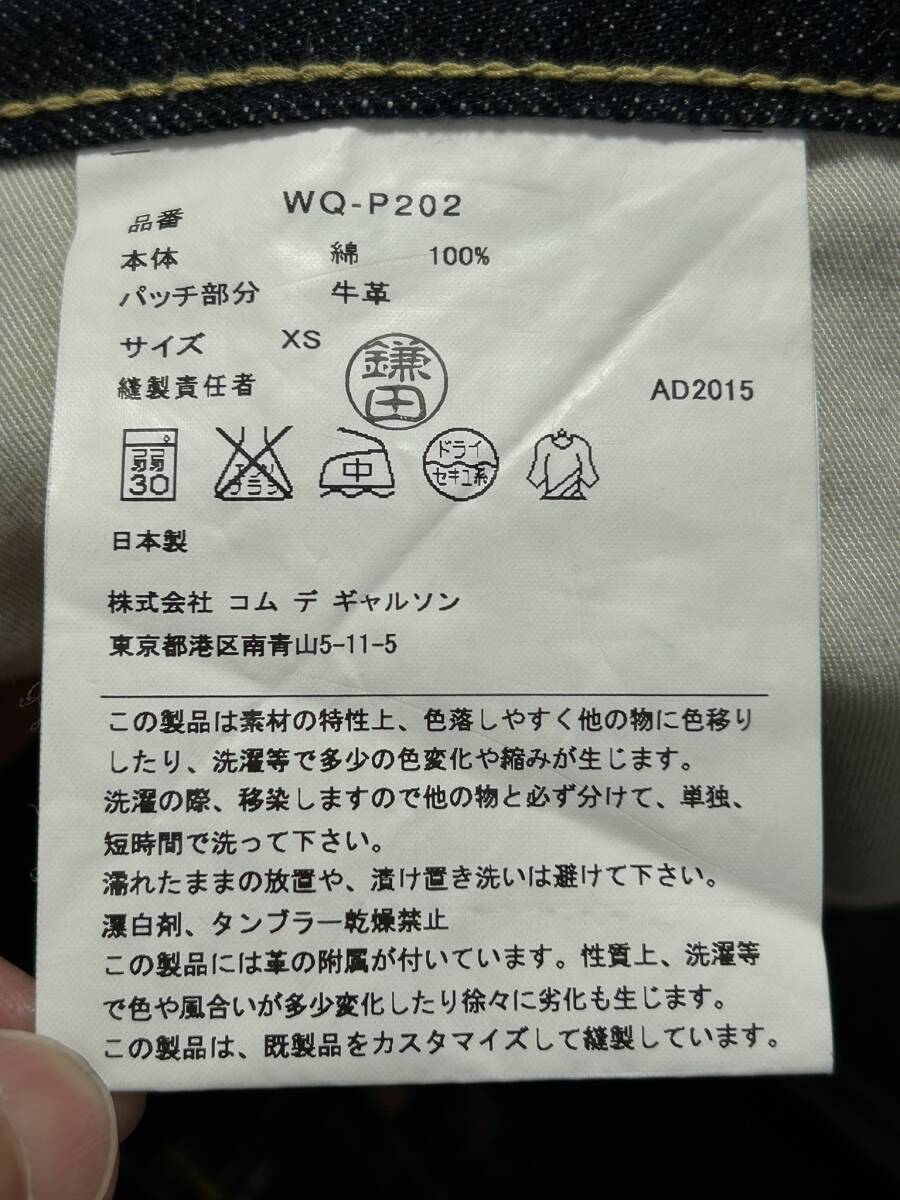 品番 WQ-P202
本体 綿 100%
パッチ部分 牛革
サイズ XS
鎌田
縫製責任者 AD2015
弱 30
エンソ サラシ
中
ドライ セキユ系
日本製
株式会社 コム デ ギャルソン
東京都港区南青山5-11-5
この製品は素材の特性上、色落しやすく他の物に色移り
したり、洗濯等で多少の色変化や縮みが生じます。
洗濯の際、移染しますので他の物と必ず分けて、単独、
短時間で洗って下さい。
濡れたままの放置や、漬け置き洗いは避けて下さい。
漂白剤、タンブラー乾燥禁止
この製品には革の附属が付いています。性質上、洗濯等
で色や風合いが多少変化したり徐々に劣化も生じます。
この製品は、既製品をカスタマイズして縫製しています。